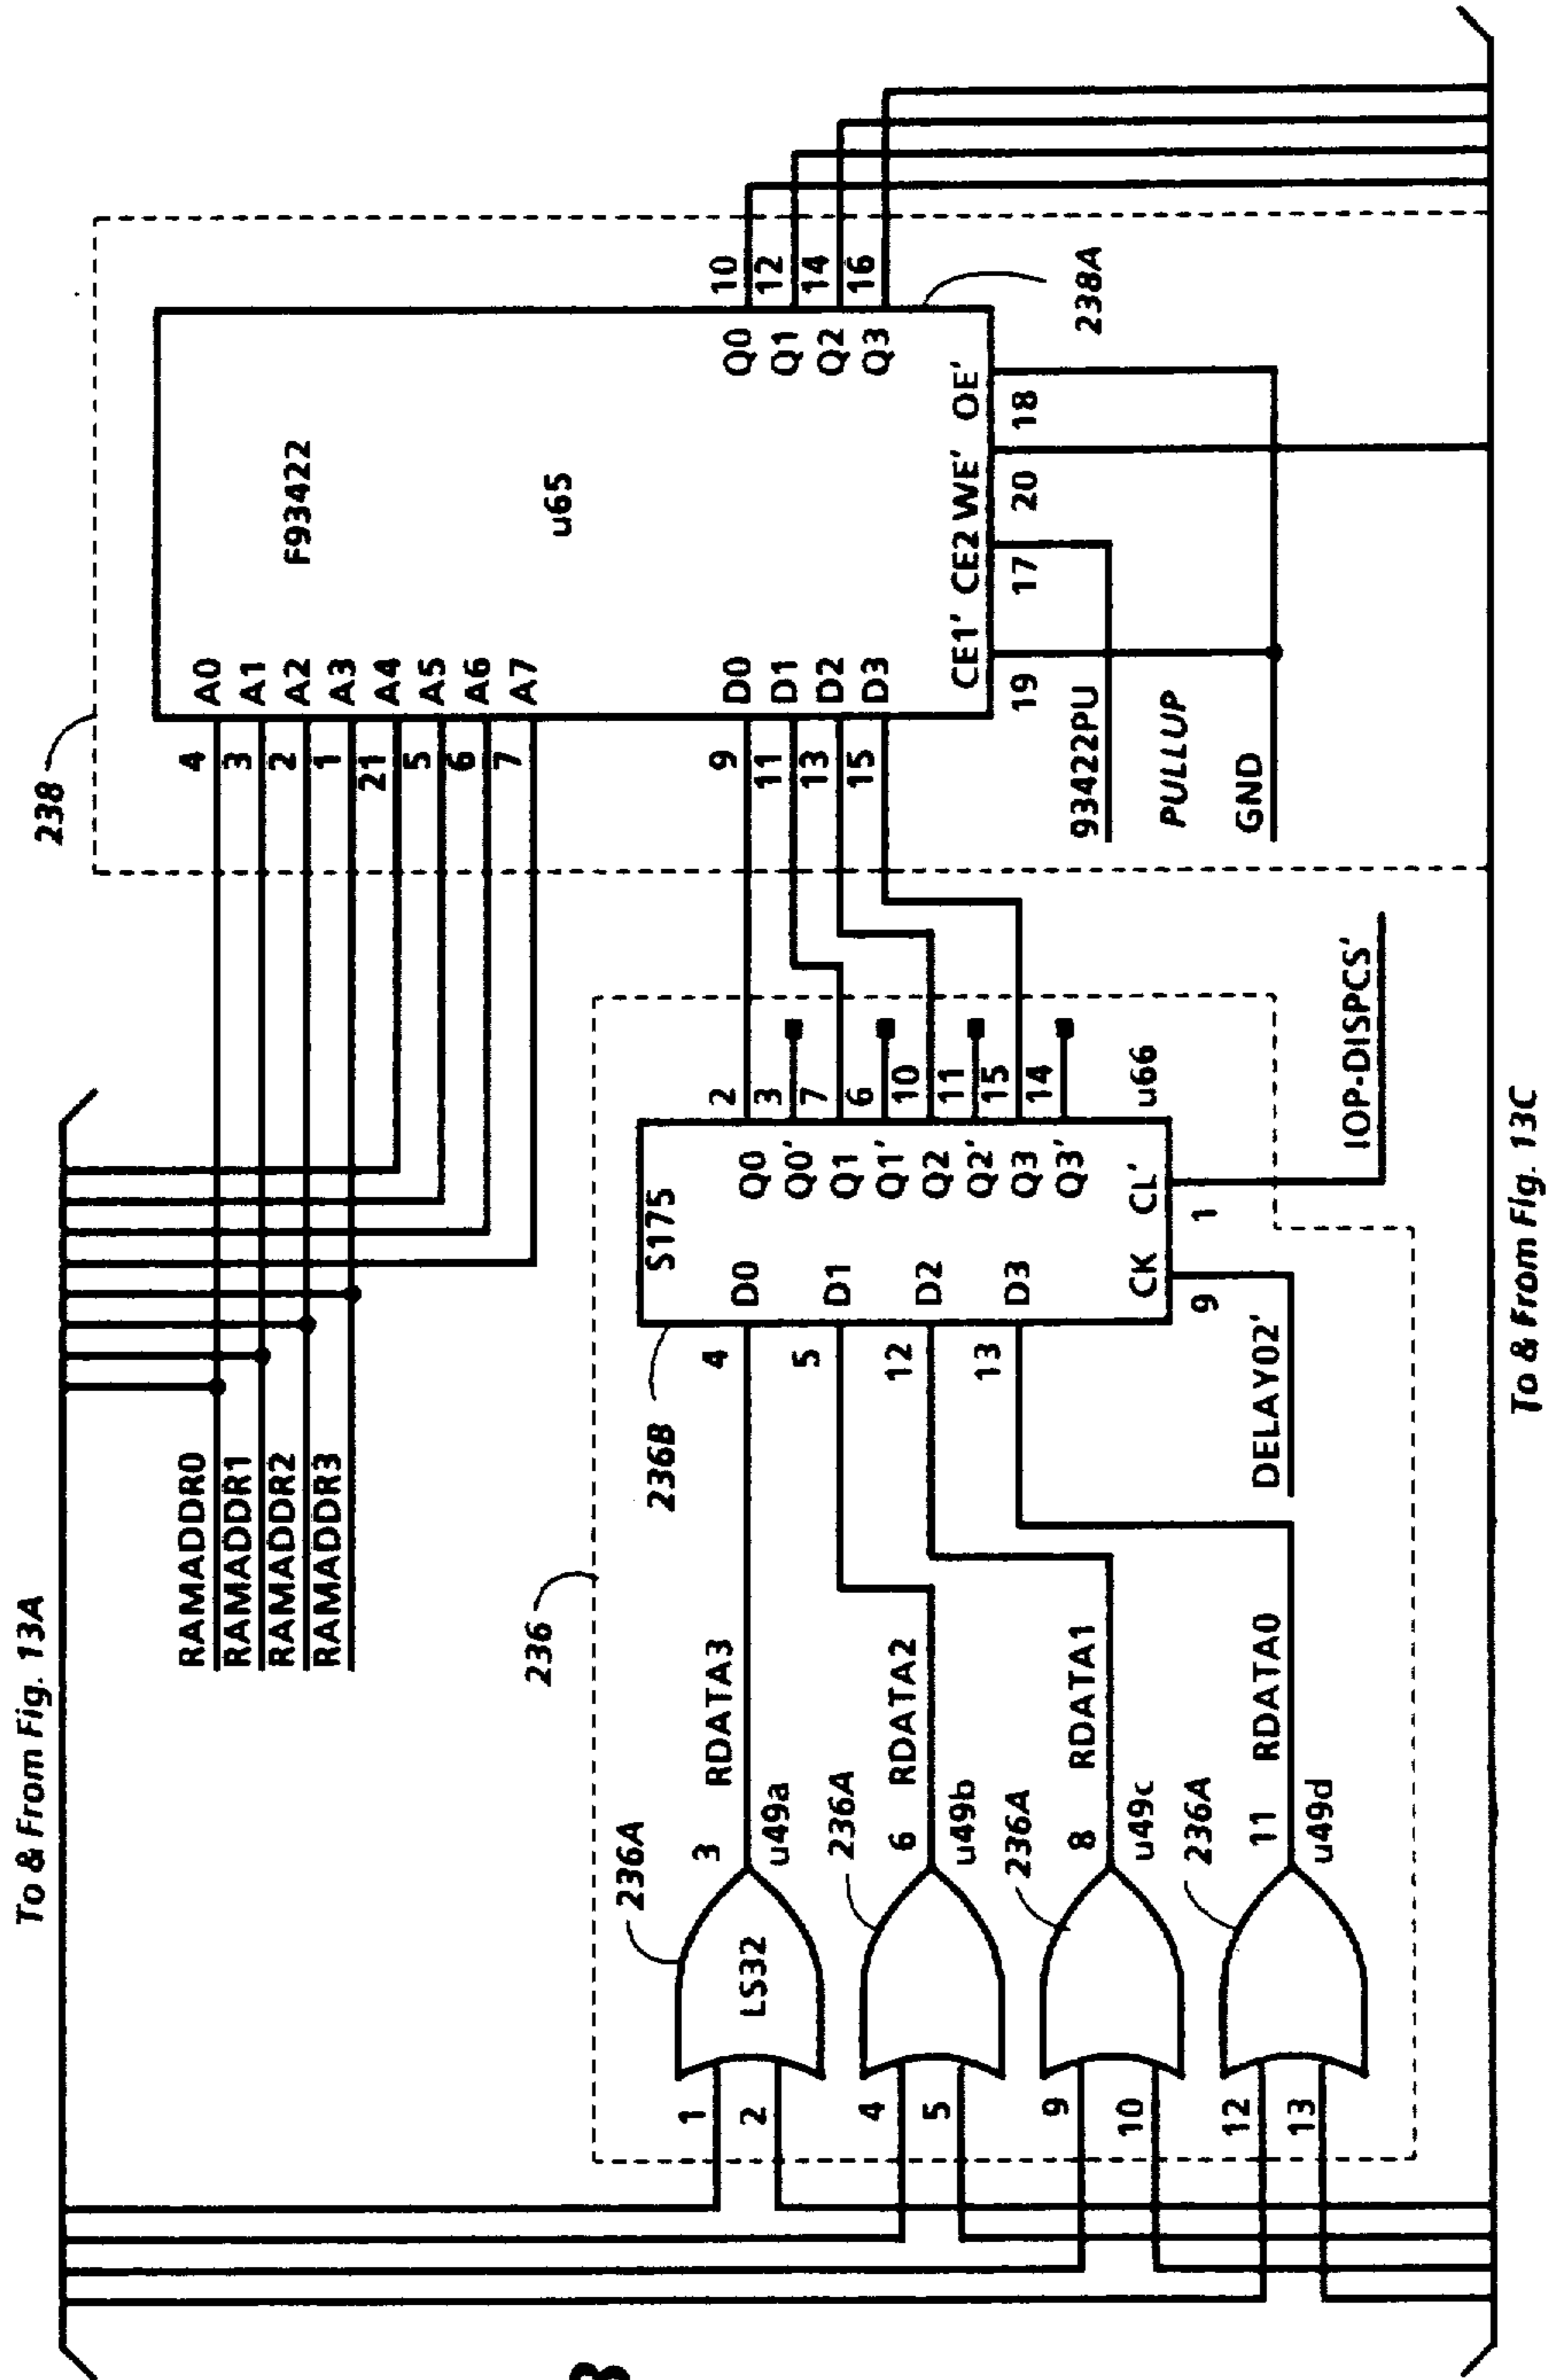 To & From Fig. 13A
RAMADDR0
RAMADDR1
RAMADDR2
RAMADDR3
238
4
3
2
1
21
5
6
7
A0
A1
A2
A3
A4
A5
A6
A7
F93422
u65
9
11
13
15
D0
D1
D2
D3
Q0
Q1
Q2
Q3
10
12
14
16
CE1' CE2 WE' OE'
19
17
20
18
238A
93422PU
PULLUP
GND
236
236A
LS32
1
2
3
RDATA3
u49a
236A
4
5
6
RDATA2
u49b
236A
9
10
8
RDATA1
u49c
236A
12
13
11
RDATA0
u49d
236B
4
5
12
13
S175
D0
D1
D2
D3
Q0
Q0'
Q1
Q1'
Q2
Q2'
Q3
Q3'
CK CL'
2
3
7
6
10
11
15
14
u66
9
1
DELAY02'
IOP-DISPCS'
To & From Fig. 13C